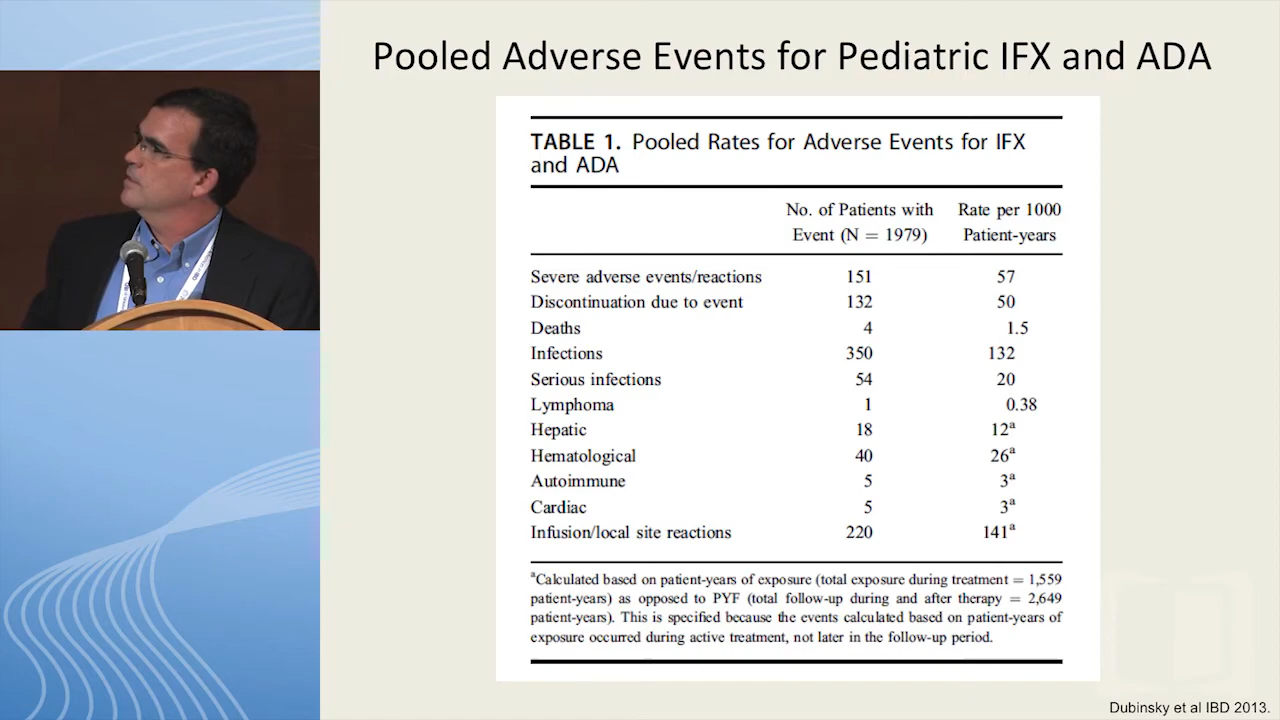 Pooled Adverse Events for Pediatric IFX and ADA
TABLE 1. Pooled Rates for Adverse Events for IFX
and ADA
No. of Patients with Rate per 1000
Event (N = 1979) Patient-years
Severe adverse events/reactions 151 57
Discontinuation due to event 132 50
Deaths 4 1.5
Infections 350 132
Serious infections 54 20
Lymphoma 1 0.38
Hepatic 18 12ᵃ
Hematological 40 26ᵃ
Autoimmune 5 3ᵃ
Cardiac 5 3ᵃ
Infusion/local site reactions 220 141ᵃ
ᵃCalculated based on patient-years of exposure (total exposure during treatment = 1,559
patient-years) as opposed to PYF (total follow-up during and after therapy = 2,649
patient-years). This is specified because the events calculated based on patient-years of
exposure occurred during active treatment, not later in the follow-up period.
Dubinsky et al IBD 2013.